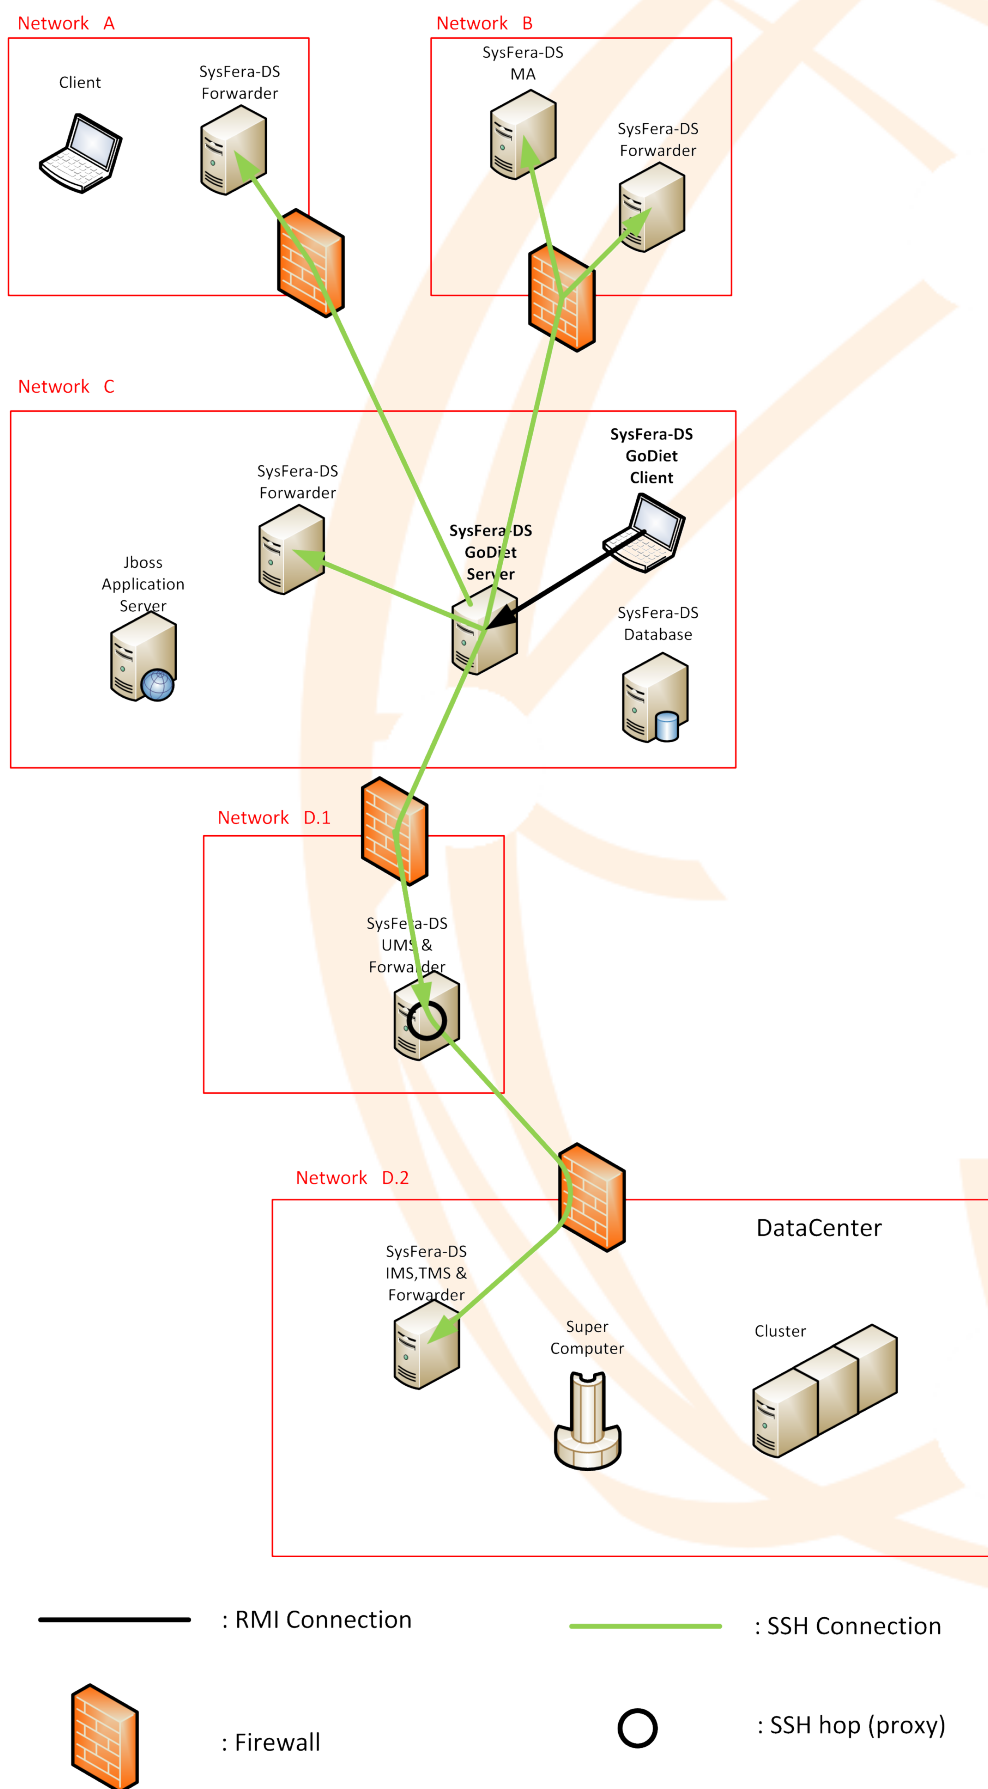 Network A
Network B
Client
SysFera-DS
Forwarder
SysFera-DS
MA
SysFera-DS
Forwarder
Network C
SysFera-DS
GoDiet
Client
SysFera-DS
Forwarder
SysFera-DS
GoDiet
Server
Jboss
Application
Server
SysFera-DS
Database
Network D.1
SysFera-DS
UMS &
Forwarder
Network D.2
DataCenter
SysFera-DS
IMS,TMS &
Forwarder
Super
Computer
Cluster
: RMI Connection
: SSH Connection
: Firewall
: SSH hop (proxy)